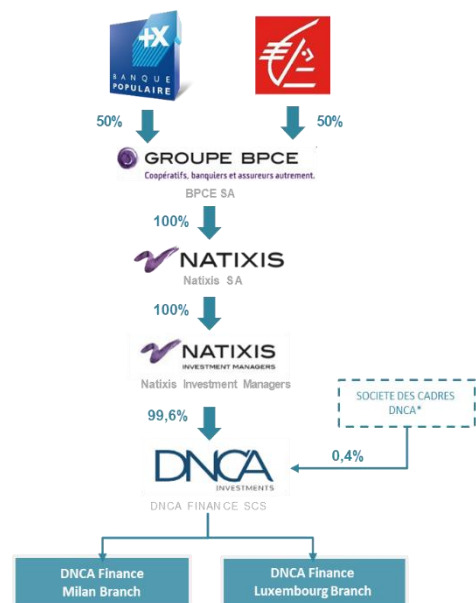 +X
BANQUE
POPULAIRE
50%
50%
GROUPE BPCE
Coopératifs, banquiers et assureurs autrement.
BPCE SA
100%
NATIXIS
Natixis SA
100%
NATIXIS
INVESTMENT MANAGERS
Natixis Investment Managers
99,6%
SOCIETE DES CADRES
DNCA*
0,4%
DNCA
INVESTMENTS
DNCA FINANCE SCS
DNCA Finance
Milan Branch
DNCA Finance
Luxembourg Branch